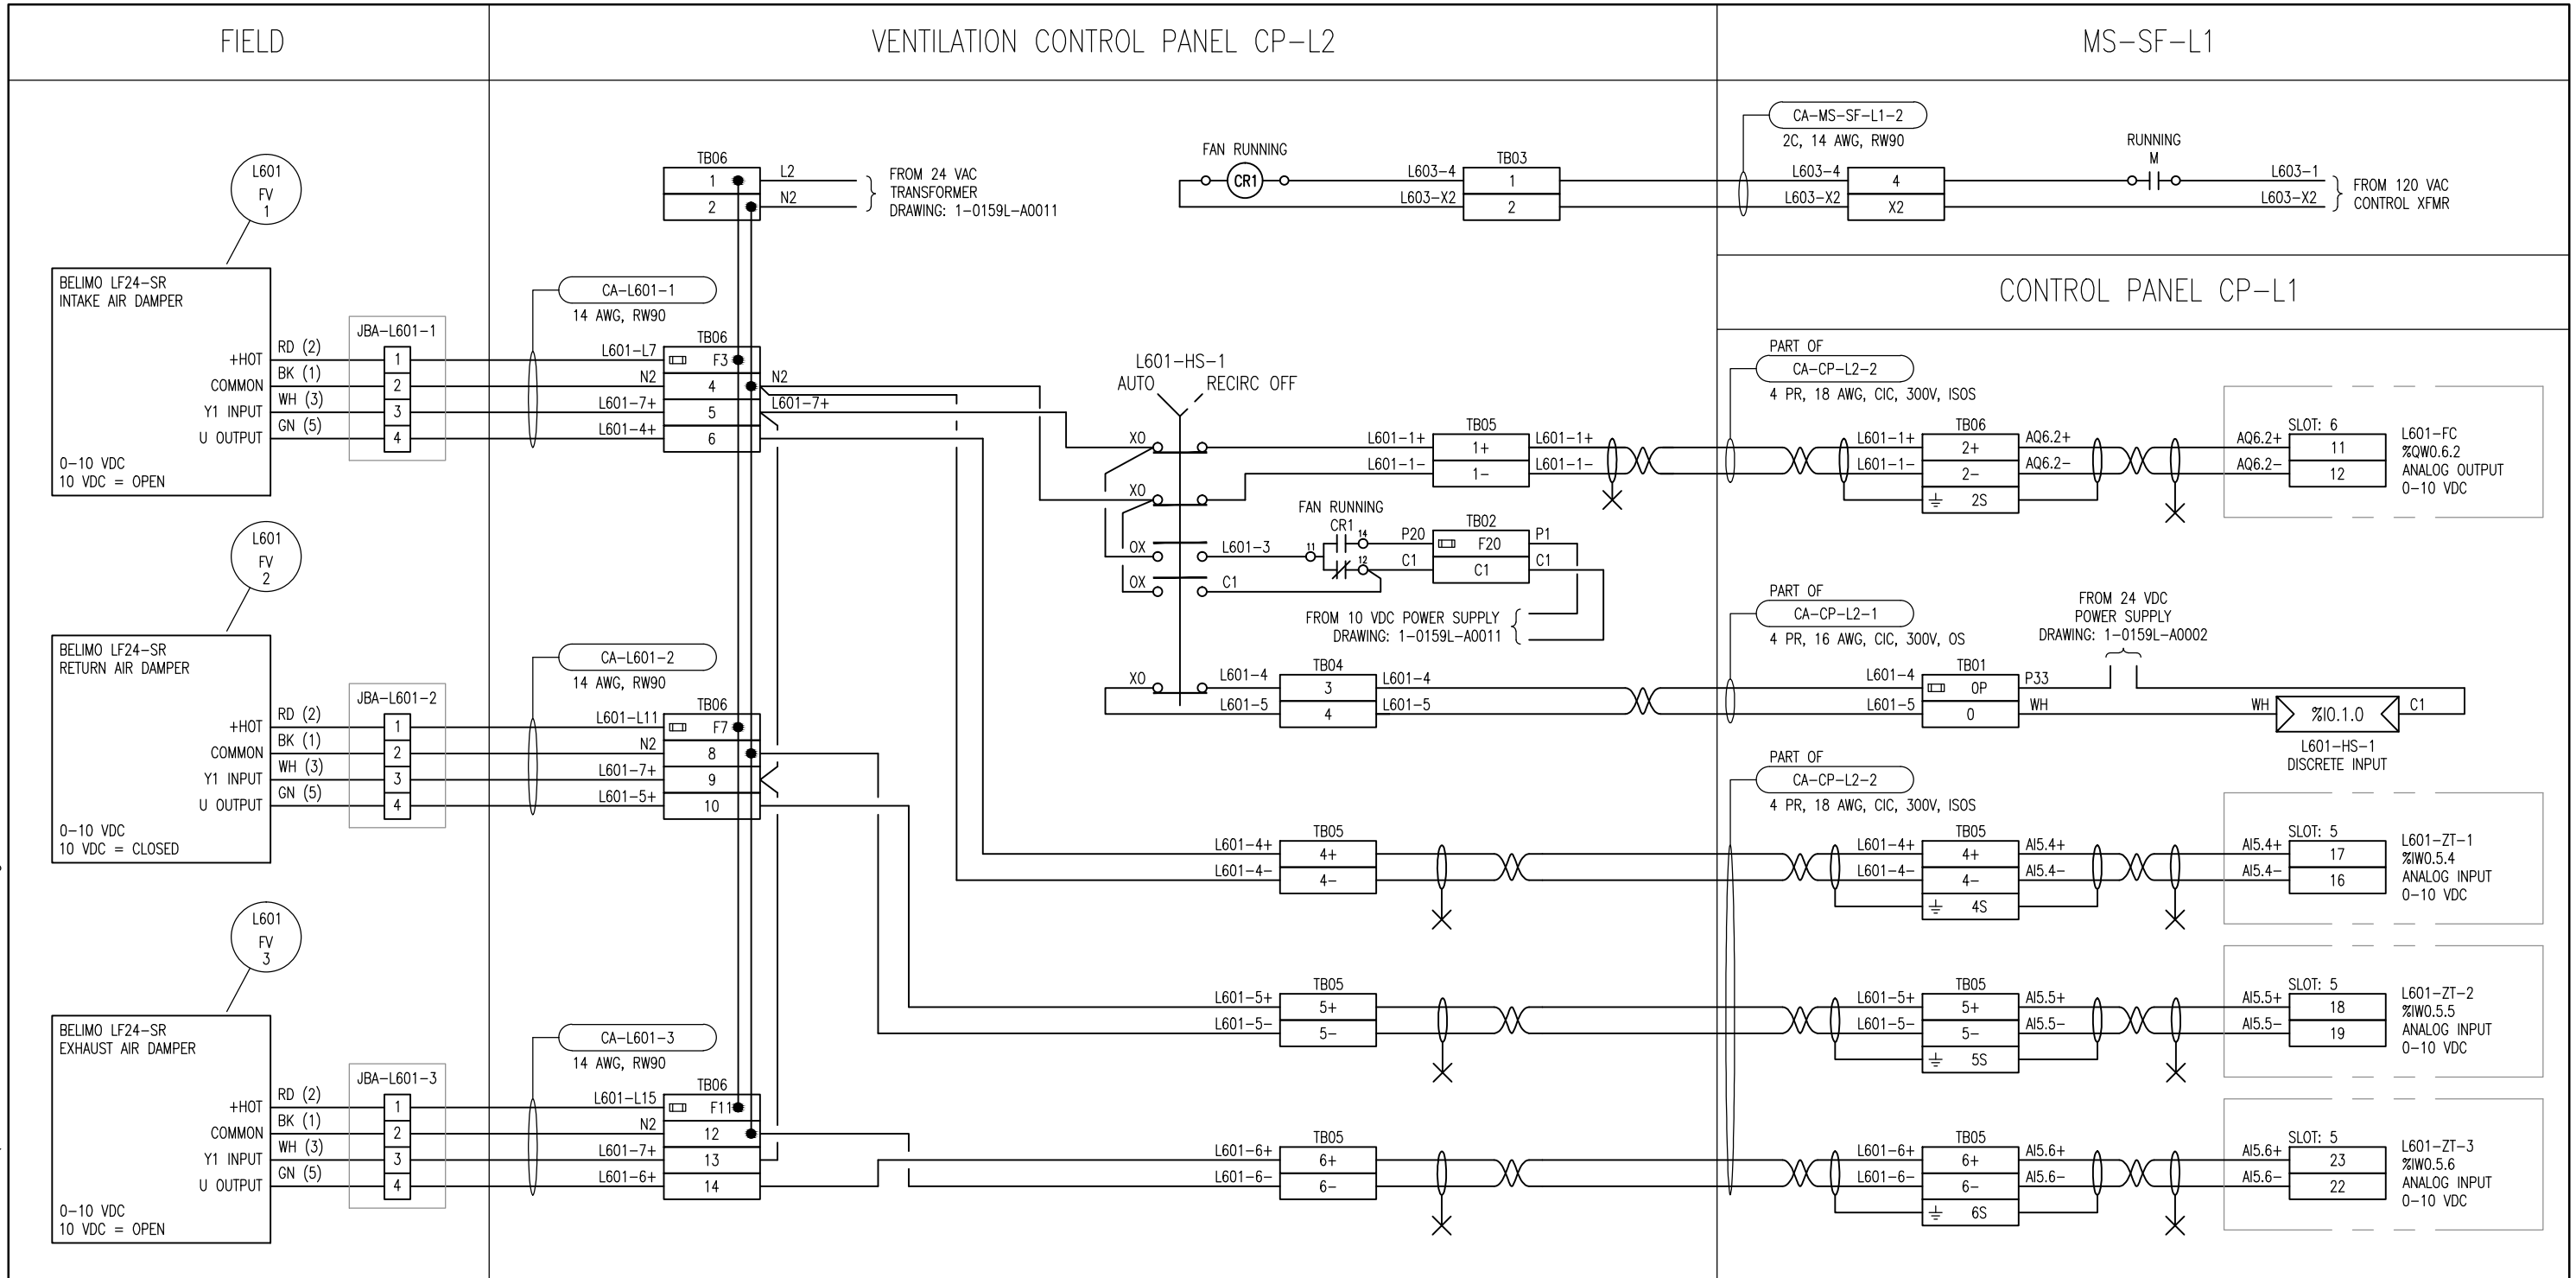 FIELD
VENTILATION CONTROL PANEL CP-L2
MS-SF-L1
L601
FV
1
BELIMO LF24-SR
INTAKE AIR DAMPER
+HOT
COMMON
Y1 INPUT
U OUTPUT
0-10 VDC
10 VDC = OPEN
RD (2)
BK (1)
WH (3)
GN (5)
JBA-L601-1
1
2
3
4
CA-L601-1
14 AWG, RW90
L601-L7
N2
L601-7+
L601-4+
TB06
F3
4
5
6
N2
L601-7+
TB06
1
2
L2
N2
FROM 24 VAC
TRANSFORMER
DRAWING: 1-0159L-A0011
FAN RUNNING
CR1
L603-4
L603-X2
TB03
1
2
CA-MS-SF-L1-2
2C, 14 AWG, RW90
L603-4
L603-X2
4
X2
RUNNING
M
L603-1
L603-X2
FROM 120 VAC
CONTROL XFMR
CONTROL PANEL CP-L1
L601-HS-1
AUTO
RECIRC OFF
XO
XO
OX
OX
XO
L601-1+
L601-1-
TB05
1+
1-
L601-1+
L601-1-
PART OF
CA-CP-L2-2
4 PR, 18 AWG, CIC, 300V, ISOS
L601-1+
L601-1-
TB06
2+
2-
2S
AQ6.2+
AQ6.2-
AQ6.2+
AQ6.2-
SLOT: 6
11
12
L601-FC
%QW0.6.2
ANALOG OUTPUT
0-10 VDC
L601-3
C1
FAN RUNNING
CR1
11
14
12
P20
C1
TB02
F20
C1
P1
C1
FROM 10 VDC POWER SUPPLY
DRAWING: 1-0159L-A0011
L601-4
L601-5
TB04
3
4
L601-4
L601-5
PART OF
CA-CP-L2-1
4 PR, 16 AWG, CIC, 300V, OS
L601-4
L601-5
TB01
0P
0
P33
WH
FROM 24 VDC
POWER SUPPLY
DRAWING: 1-0159L-A0002
WH
%I0.1.0
C1
L601-HS-1
DISCRETE INPUT
L601
FV
2
BELIMO LF24-SR
RETURN AIR DAMPER
+HOT
COMMON
Y1 INPUT
U OUTPUT
0-10 VDC
10 VDC = CLOSED
RD (2)
BK (1)
WH (3)
GN (5)
JBA-L601-2
1
2
3
4
CA-L601-2
14 AWG, RW90
L601-L11
N2
L601-7+
L601-5+
TB06
F7
8
9
10
PART OF
CA-CP-L2-2
4 PR, 18 AWG, CIC, 300V, ISOS
L601-4+
L601-4-
TB05
4+
4-
L601-4+
L601-4-
TB05
4+
4-
4S
AI5.4+
AI5.4-
AI5.4+
AI5.4-
SLOT: 5
17
16
L601-ZT-1
%IW0.5.4
ANALOG INPUT
0-10 VDC
L601-5+
L601-5-
TB05
5+
5-
L601-5+
L601-5-
TB05
5+
5-
5S
AI5.5+
AI5.5-
AI5.5+
AI5.5-
SLOT: 5
18
19
L601-ZT-2
%IW0.5.5
ANALOG INPUT
0-10 VDC
L601
FV
3
BELIMO LF24-SR
EXHAUST AIR DAMPER
+HOT
COMMON
Y1 INPUT
U OUTPUT
0-10 VDC
10 VDC = OPEN
RD (2)
BK (1)
WH (3)
GN (5)
JBA-L601-3
1
2
3
4
CA-L601-3
14 AWG, RW90
L601-L15
N2
L601-7+
L601-6+
TB06
F11
12
13
14
L601-6+
L601-6-
TB05
6+
6-
L601-6+
L601-6-
TB05
6+
6-
6S
AI5.6+
AI5.6-
AI5.6+
AI5.6-
SLOT: 5
23
22
L601-ZT-3
%IW0.5.6
ANALOG INPUT
0-10 VDC